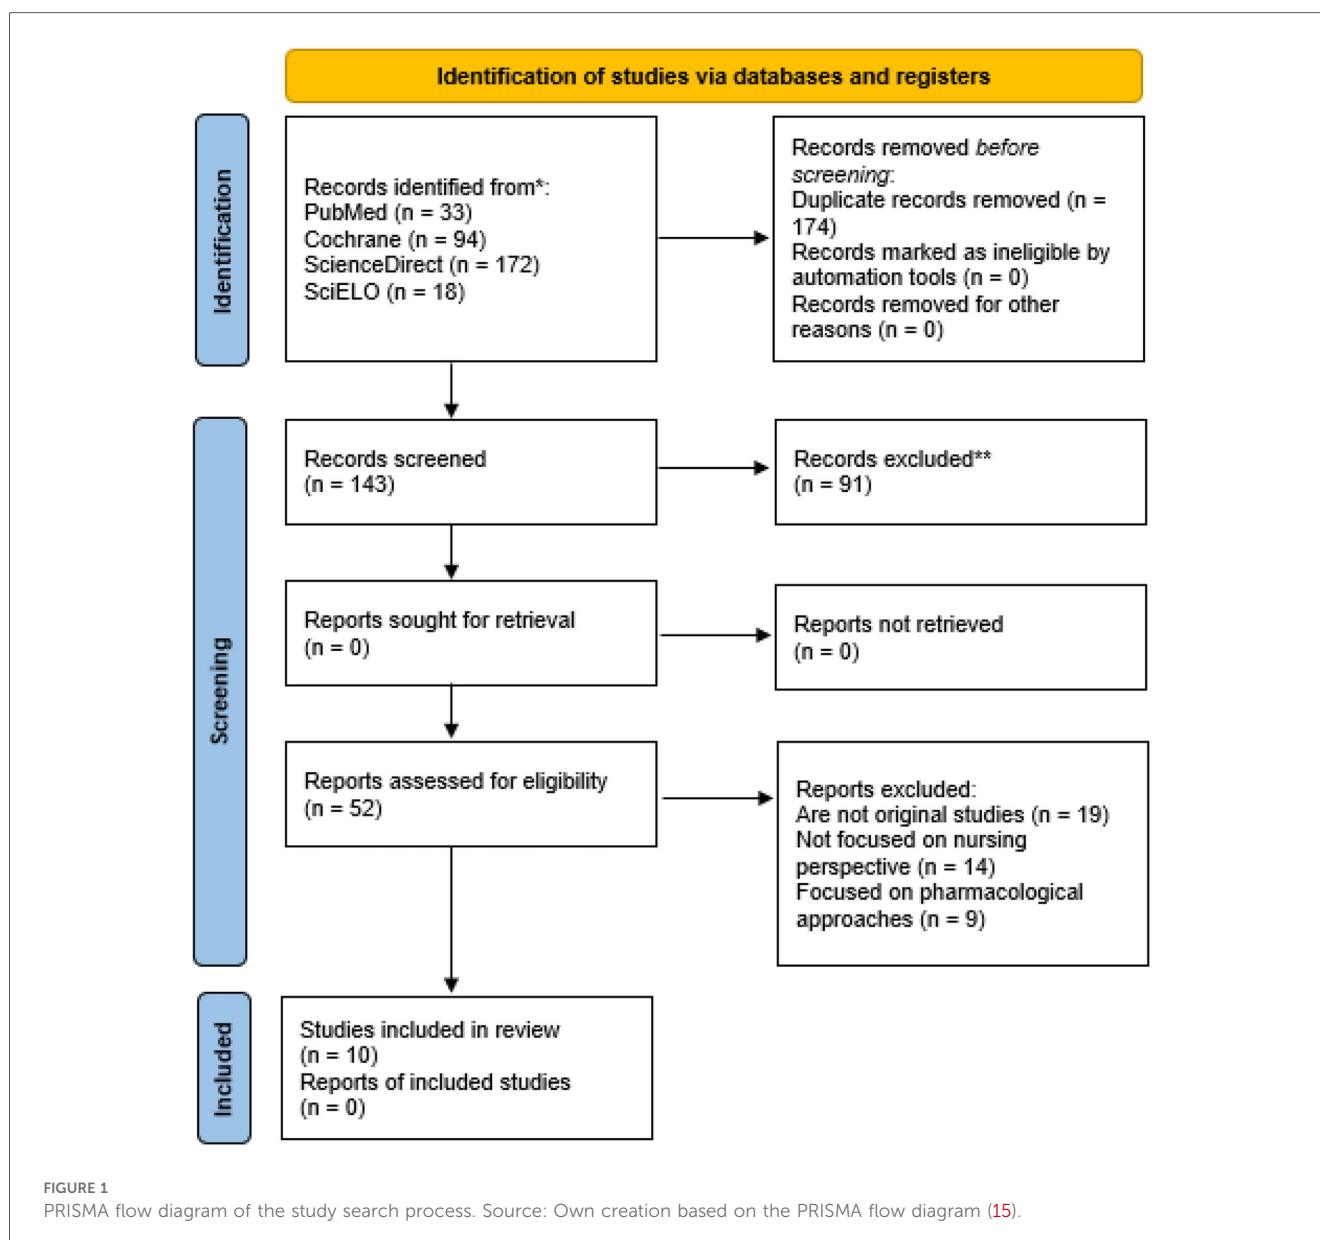 Identification of studies via databases and registers
Identification
Records identified from*:
PubMed (n = 33)
Cochrane (n = 94)
ScienceDirect (n = 172)
SciELO (n = 18)
Records removed before
screening:
Duplicate records removed (n =
174)
Records marked as ineligible by
automation tools (n = 0)
Records removed for other
reasons (n = 0)
Screening
Records screened
(n = 143)
Records excluded**
(n = 91)
Reports sought for retrieval
(n = 0)
Reports not retrieved
(n = 0)
Reports assessed for eligibility
(n = 52)
Reports excluded:
Are not original studies (n = 19)
Not focused on nursing
perspective (n = 14)
Focused on pharmacological
approaches (n = 9)
Included
Studies included in review
(n = 10)
Reports of included studies
(n = 0)
FIGURE 1
PRISMA flow diagram of the study search process. Source: Own creation based on the PRISMA flow diagram (15).